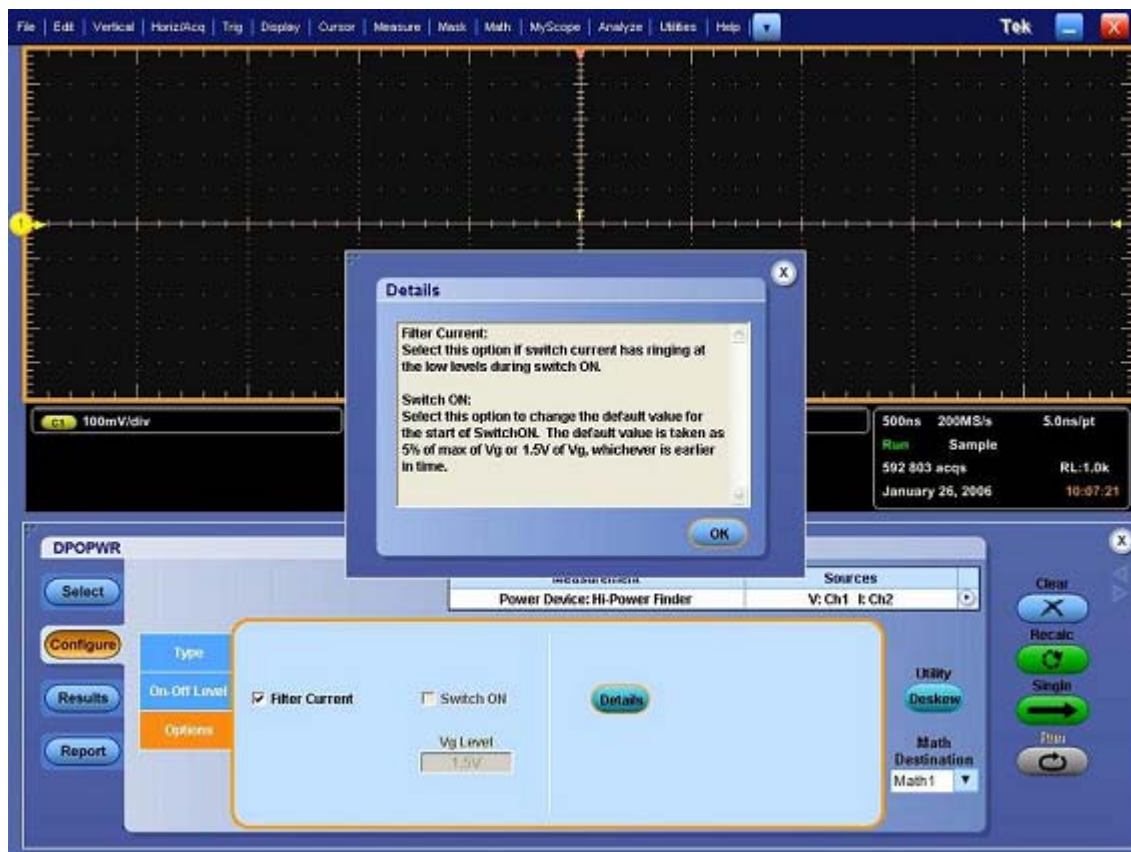 File | Edit | Vertical | Horiz/Acq | Trig | Display | Cursor | Measure | Mask | Math | MyScope | Analyze | Utilities | Help
Tek
X
T
1
Details
X
Filter Current:
Select this option if switch current has ringing at
the low levels during switch ON.
Switch ON:
Select this option to change the default value for
the start of SwitchON. The default value is taken as
5% of max of Vg or 1.5V of Vg, whichever is earlier
in time.
OK
C1 100mV/div
500ns 200MS/s 5.0ns/pt
Run Sample
592 803 acqs RL:1.0k
January 26, 2006 10:07:21
DPOPWR
X
Measurement Sources
Power Device: Hi-Power Finder V: Ch1 I: Ch2
Select
Configure
Results
Report
Type
On-Off Level
Options
Filter Current
Switch ON
Vg Level
1.5V
Details
Utility
Deskew
Math
Destination
Math1
Clear
Recalc
Single
Run